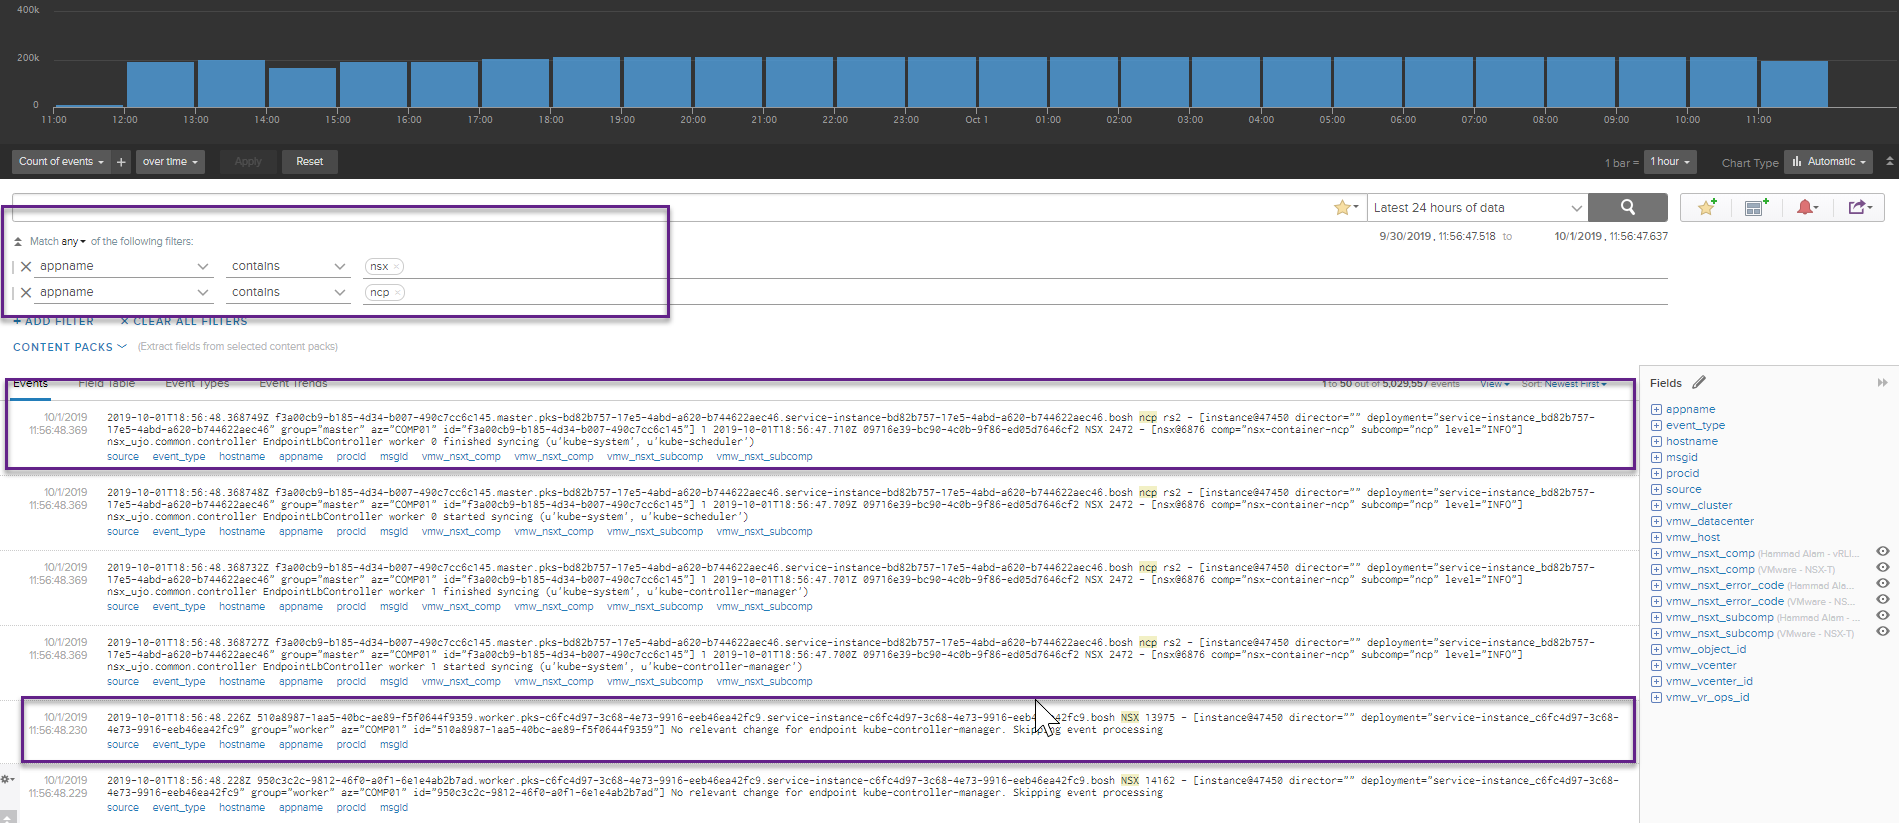 400k
200k
0
11:00 12:00 13:00 14:00 15:00 16:00 17:00 18:00 19:00 20:00 21:00 22:00 23:00 Oct 1 01:00 02:00 03:00 04:00 05:00 06:00 07:00 08:00 09:00 10:00 11:00
Count of events + over time Apply Reset 1 bar = 1 hour Chart Type Automatic
Latest 24 hours of data
9/30/2019 , 11:56:47.518 to 10/1/2019 , 11:56:47.637
Match any of the following filters:
appname contains nsx
appname contains ncp
+ ADD FILTER × CLEAR ALL FILTERS
CONTENT PACKS (Extract fields from selected content packs)
Events Field Table Event Types Event Trends 1 to 50 out of 5,029,557 events View Sort: Newest First
10/1/2019
11:56:48.369
2019-10-01T18:56:48.368749Z f3a00cb9-b185-4d34-b007-490c7cc6c145.master.pks-bd82b757-17e5-4abd-a620-b744622aec46.service-instance-bd82b757-17e5-4abd-a620-b744622aec46.bosh ncp rs2 - [instance@47450 director="" deployment="service-instance_bd82b757-
17e5-4abd-a620-b744622aec46" group="master" az="COMP01" id="f3a00cb9-b185-4d34-b007-490c7cc6c145"] 1 2019-10-01T18:56:47.710Z 09716e39-bc90-4c0b-9f86-ed05d7646cf2 NSX 2472 - [nsx@6876 comp="nsx-container-ncp" subcomp="ncp" level="INFO"]
nsx_ujo.common.controller EndpointLbController worker 0 finished syncing (u'kube-system', u'kube-scheduler')
source event_type hostname appname procid msgid vmw_nsxt_comp vmw_nsxt_comp vmw_nsxt_subcomp vmw_nsxt_subcomp
10/1/2019
11:56:48.369
2019-10-01T18:56:48.368748Z f3a00cb9-b185-4d34-b007-490c7cc6c145.master.pks-bd82b757-17e5-4abd-a620-b744622aec46.service-instance-bd82b757-17e5-4abd-a620-b744622aec46.bosh ncp rs2 - [instance@47450 director="" deployment="service-instance_bd82b757-
17e5-4abd-a620-b744622aec46" group="master" az="COMP01" id="f3a00cb9-b185-4d34-b007-490c7cc6c145"] 1 2019-10-01T18:56:47.709Z 09716e39-bc90-4c0b-9f86-ed05d7646cf2 NSX 2472 - [nsx@6876 comp="nsx-container-ncp" subcomp="ncp" level="INFO"]
nsx_ujo.common.controller EndpointLbController worker 0 started syncing (u'kube-system', u'kube-scheduler')
source event_type hostname appname procid msgid vmw_nsxt_comp vmw_nsxt_comp vmw_nsxt_subcomp vmw_nsxt_subcomp
10/1/2019
11:56:48.369
2019-10-01T18:56:48.368732Z f3a00cb9-b185-4d34-b007-490c7cc6c145.master.pks-bd82b757-17e5-4abd-a620-b744622aec46.service-instance-bd82b757-17e5-4abd-a620-b744622aec46.bosh ncp rs2 - [instance@47450 director="" deployment="service-instance_bd82b757-
17e5-4abd-a620-b744622aec46" group="master" az="COMP01" id="f3a00cb9-b185-4d34-b007-490c7cc6c145"] 1 2019-10-01T18:56:47.701Z 09716e39-bc90-4c0b-9f86-ed05d7646cf2 NSX 2472 - [nsx@6876 comp="nsx-container-ncp" subcomp="ncp" level="INFO"]
nsx_ujo.common.controller EndpointLbController worker 1 finished syncing (u'kube-system', u'kube-controller-manager')
source event_type hostname appname procid msgid vmw_nsxt_comp vmw_nsxt_comp vmw_nsxt_subcomp vmw_nsxt_subcomp
10/1/2019
11:56:48.369
2019-10-01T18:56:48.368727Z f3a00cb9-b185-4d34-b007-490c7cc6c145.master.pks-bd82b757-17e5-4abd-a620-b744622aec46.service-instance-bd82b757-17e5-4abd-a620-b744622aec46.bosh ncp rs2 - [instance@47450 director="" deployment="service-instance_bd82b757-
17e5-4abd-a620-b744622aec46" group="master" az="COMP01" id="f3a00cb9-b185-4d34-b007-490c7cc6c145"] 1 2019-10-01T18:56:47.700Z 09716e39-bc90-4c0b-9f86-ed05d7646cf2 NSX 2472 - [nsx@6876 comp="nsx-container-ncp" subcomp="ncp" level="INFO"]
nsx_ujo.common.controller EndpointLbController worker 1 started syncing (u'kube-system', u'kube-controller-manager')
source event_type hostname appname procid msgid vmw_nsxt_comp vmw_nsxt_comp vmw_nsxt_subcomp vmw_nsxt_subcomp
10/1/2019
11:56:48.230
2019-10-01T18:56:48.226Z 510a8987-1aa5-40bc-ae89-f5f0644f9359.worker.pks-c6fc4d97-3c68-4e73-9916-eeb46ea42fc9.service-instance-c6fc4d97-3c68-4e73-9916-eeb 42fc9.bosh NSX 13975 - [instance@47450 director="" deployment="service-instance_c6fc4d97-3c68-
4e73-9916-eeb46ea42fc9" group="worker" az="COMP01" id="510a8987-1aa5-40bc-ae89-f5f0644f9359"] No relevant change for endpoint kube-controller-manager. Skipping event processing
source event_type hostname appname procid msgid
10/1/2019
11:56:48.229
2019-10-01T18:56:48.228Z 950c3c2c-9812-46f0-a0f1-6e1e4ab2b7ad.worker.pks-c6fc4d97-3c68-4e73-9916-eeb46ea42fc9.service-instance-c6fc4d97-3c68-4e73-9916-eeb46ea42fc9.bosh NSX 14162 - [instance@47450 director="" deployment="service-instance_c6fc4d97-3c68-
4e73-9916-eeb46ea42fc9" group="worker" az="COMP01" id="950c3c2c-9812-46f0-a0f1-6e1e4ab2b7ad"] No relevant change for endpoint kube-controller-manager. Skipping event processing
source event_type hostname appname procid msgid
Fields
appname
event_type
hostname
msgid
procid
source
vmw_cluster
vmw_datacenter
vmw_host
vmw_nsxt_comp (Hammad Alam - vRLI...
vmw_nsxt_comp (VMware - NSX-T)
vmw_nsxt_error_code (Hammad Ala...
vmw_nsxt_error_code (VMware - NS...
vmw_nsxt_subcomp (Hammad Alam - ...
vmw_nsxt_subcomp (VMware - NSX-T)
vmw_object_id
vmw_vcenter
vmw_vcenter_id
vmw_vr_ops_id